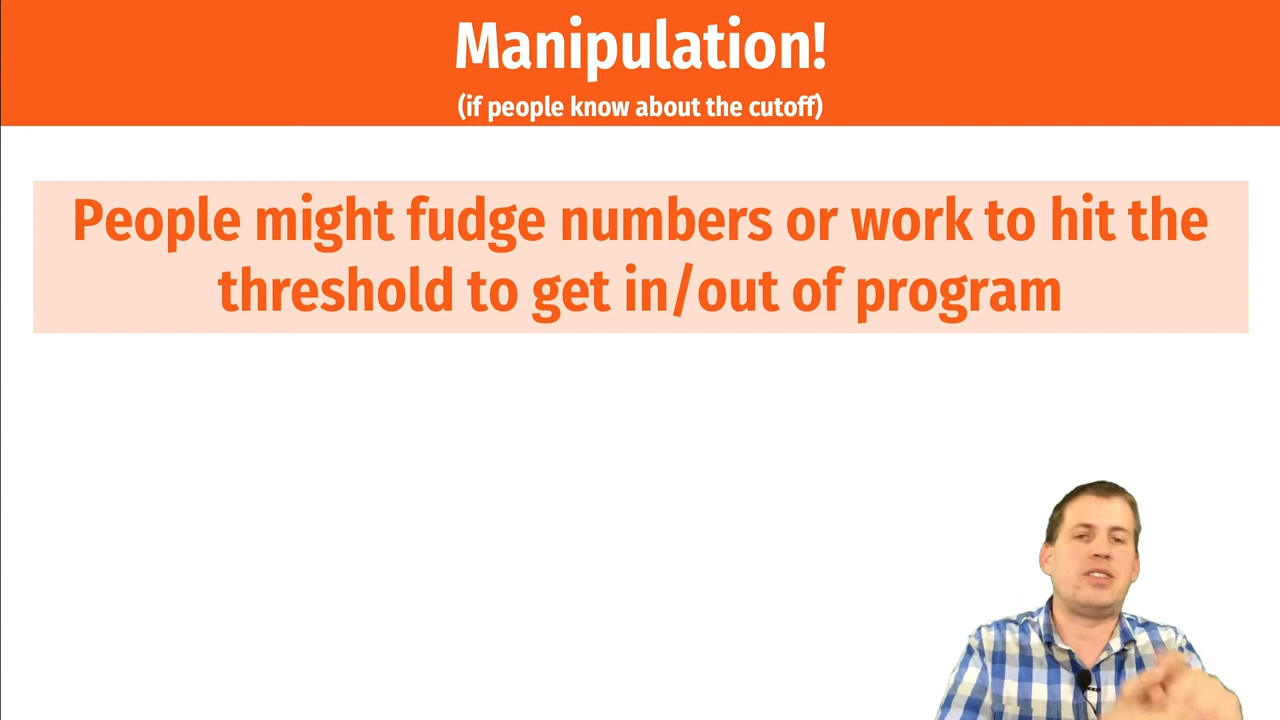 Manipulation!
(if people know about the cutoff)
People might fudge numbers or work to hit the
threshold to get in/out of program